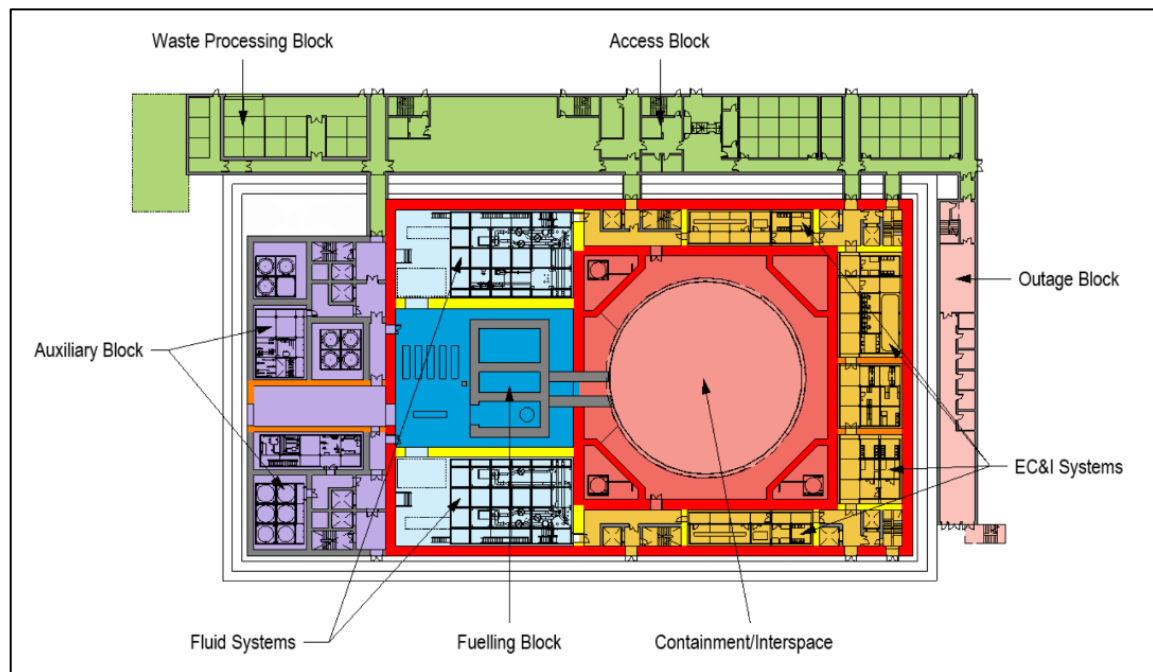 Waste Processing Block
Access Block
Outage Block
Auxiliary Block
EC&I Systems
Fluid Systems
Fuelling Block
Containment/Interspace